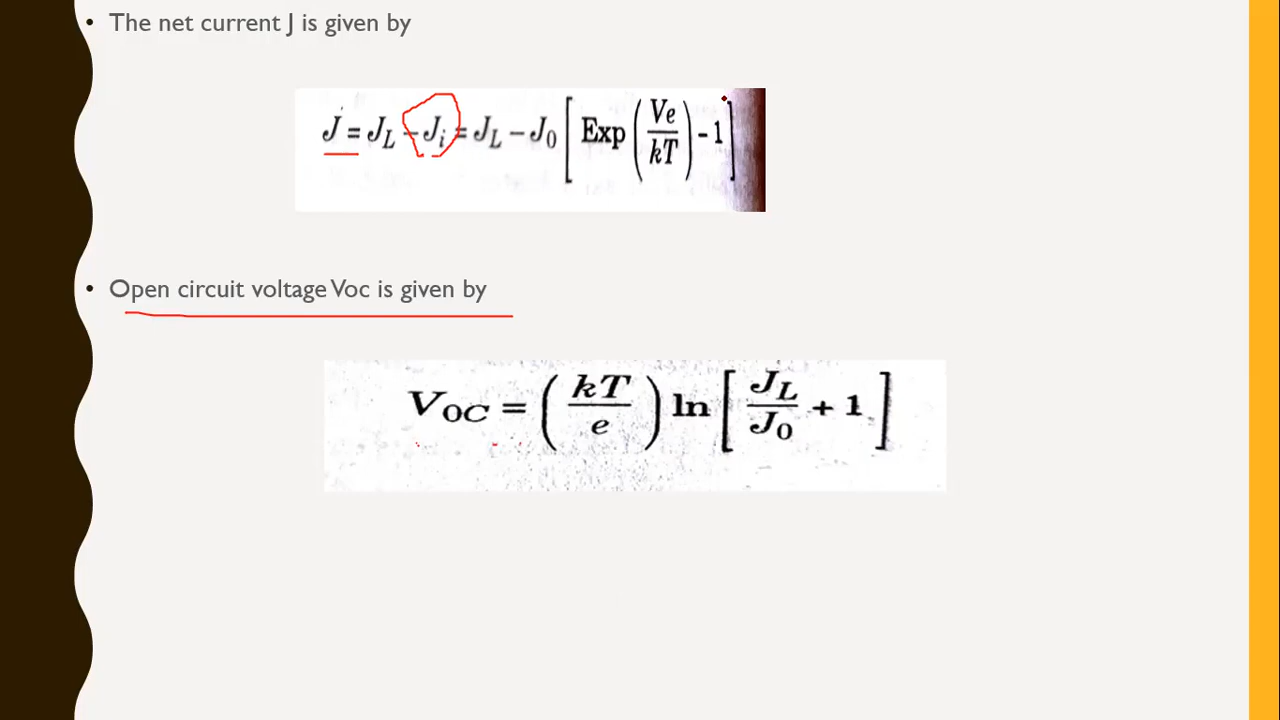 • The net current J is given by
J = J_L − J_i = J_L − J_0 [ Exp ( Ve / kT ) − 1 ]
• Open circuit voltage Voc is given by
V_OC = ( kT / e ) ln [ J_L / J_0 + 1 ]